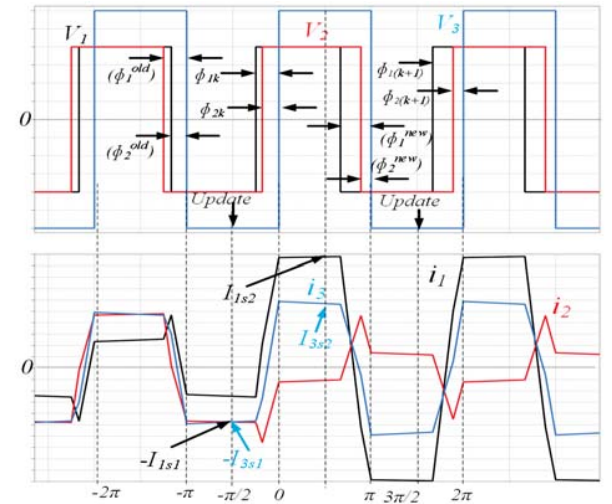 V₁ V₂ V₃
(ϕ₁ᵒˡᵈ) ϕ₁ₖ ϕ₁₍ₖ₊₁₎
ϕ₂ₖ ϕ₂₍ₖ₊₁₎
0
(ϕ₂ᵒˡᵈ) (ϕ₁ⁿᵉʷ)
(ϕ₂ⁿᵉʷ)
Update Update
I₁ₛ₂ i₃ i₁ i₂
I₃ₛ₂
0
-I₁ₛ₁ -I₃ₛ₁
-2π -π -π/2 0 π 3π/2 2π